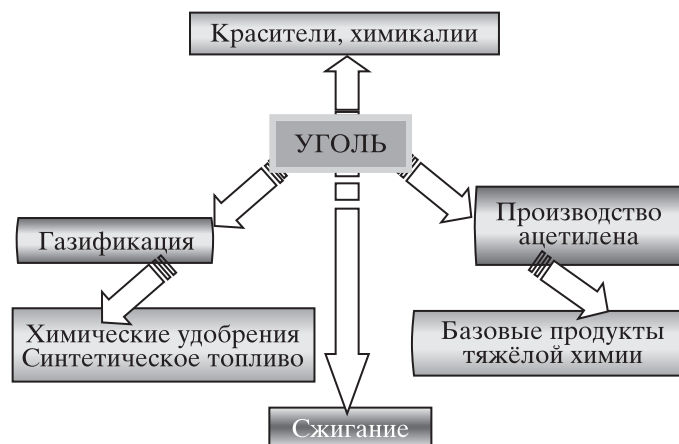 Красители, химикалии
УГОЛЬ
Газификация
Производство
ацетилена
Химические удобрения
Синтетическое топливо
Базовые продукты
тяжёлой химии
Сжигание